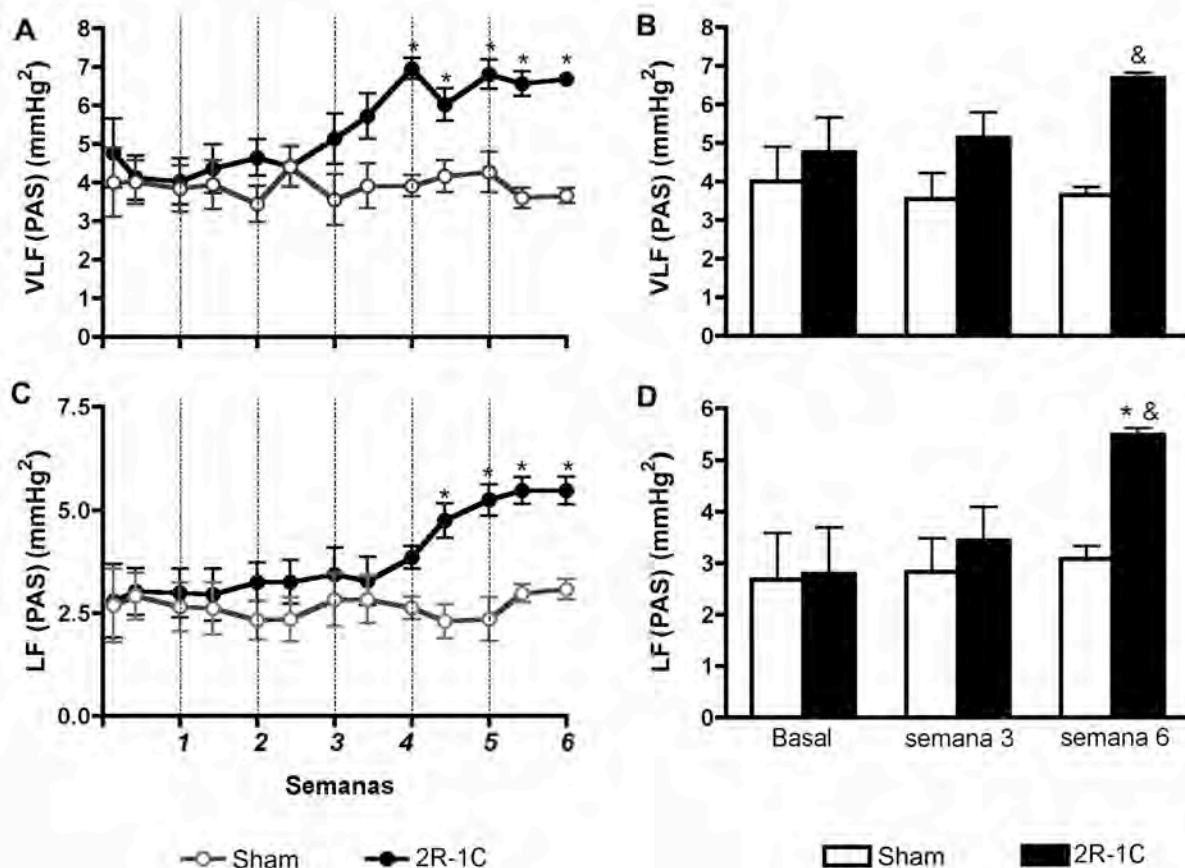 A
VLF (PAS) (mmHg²)
8
7
6
5
4
3
2
1
0
* * * * *
B
VLF (PAS) (mmHg²)
8
7
6
5
4
3
2
1
0
&
C
LF (PAS) (mmHg²)
7.5
5.0
2.5
0.0
* * * *
1 2 3 4 5 6
Semanas
Sham 2R-1C
D
LF (PAS) (mmHg²)
6
5
4
3
2
1
0
* &
Basal semana 3 semana 6
Sham 2R-1C